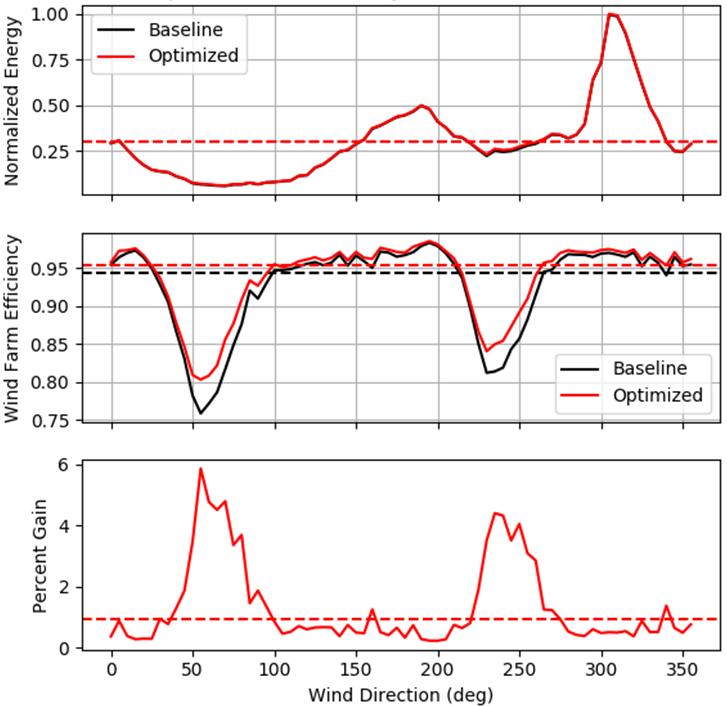 Normalized Energy
1.00
0.75
0.50
0.25
Baseline
Optimized
Wind Farm Efficiency
0.95
0.90
0.85
0.80
0.75
Baseline
Optimized
Percent Gain
6
4
2
0
0 50 100 150 200 250 300 350
Wind Direction (deg)